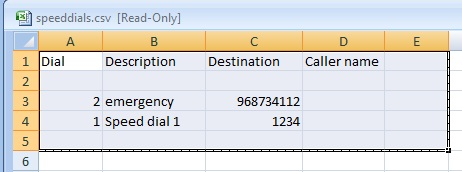 speeddials.csv [Read-Only]
A B C D E
1 Dial Description Destination Caller name
2
3 2 emergency 968734112
4 1 Speed dial 1 1234
5
6